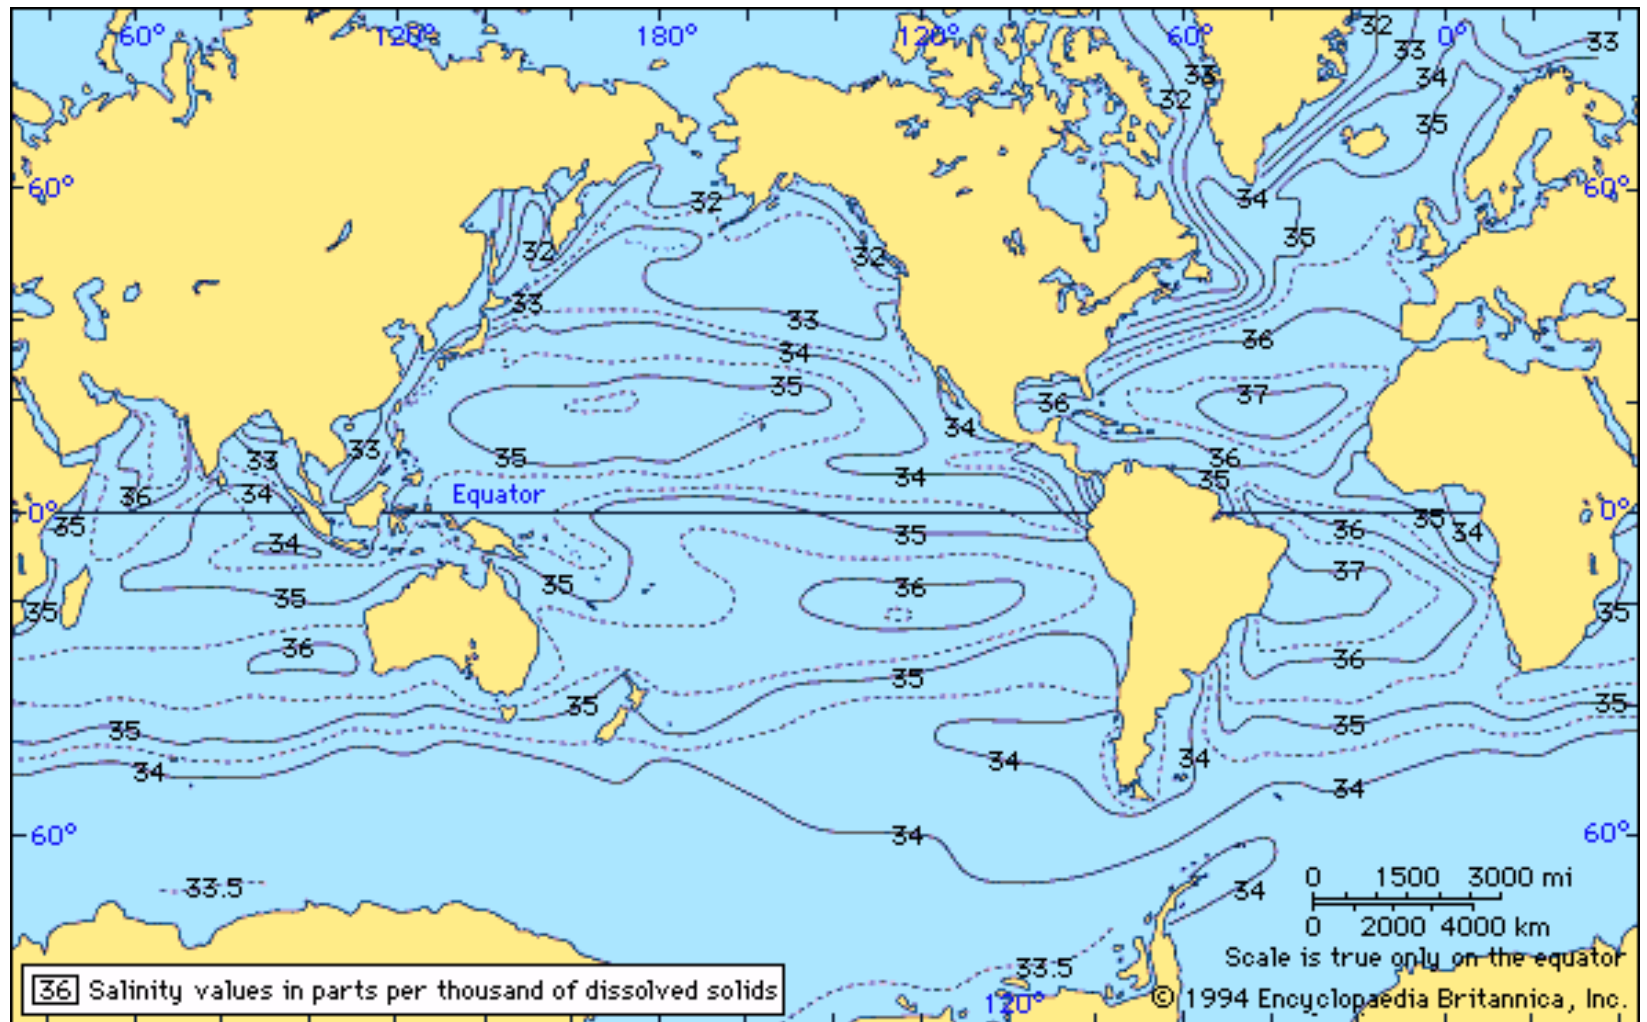 60° 120° 180° 120° 60° 32 0° 33
33 34
33 32 35
60° 32 34 60°
32 32 35
33 33 36
34
35 37
36
34
33 33 35 36
36 34 34 35
Equator
0° 35 35 35 34 36 0°
34
35 35 36 37
35 35
36 36
35 35 35
35 35
34 34 34 34
60° 34 60°
33.5 34
0 1500 3000 mi
0 2000 4000 km
Scale is true only on the equator
33.5
36 Salinity values in parts per thousand of dissolved solids
120° © 1994 Encyclopaedia Britannica, Inc.